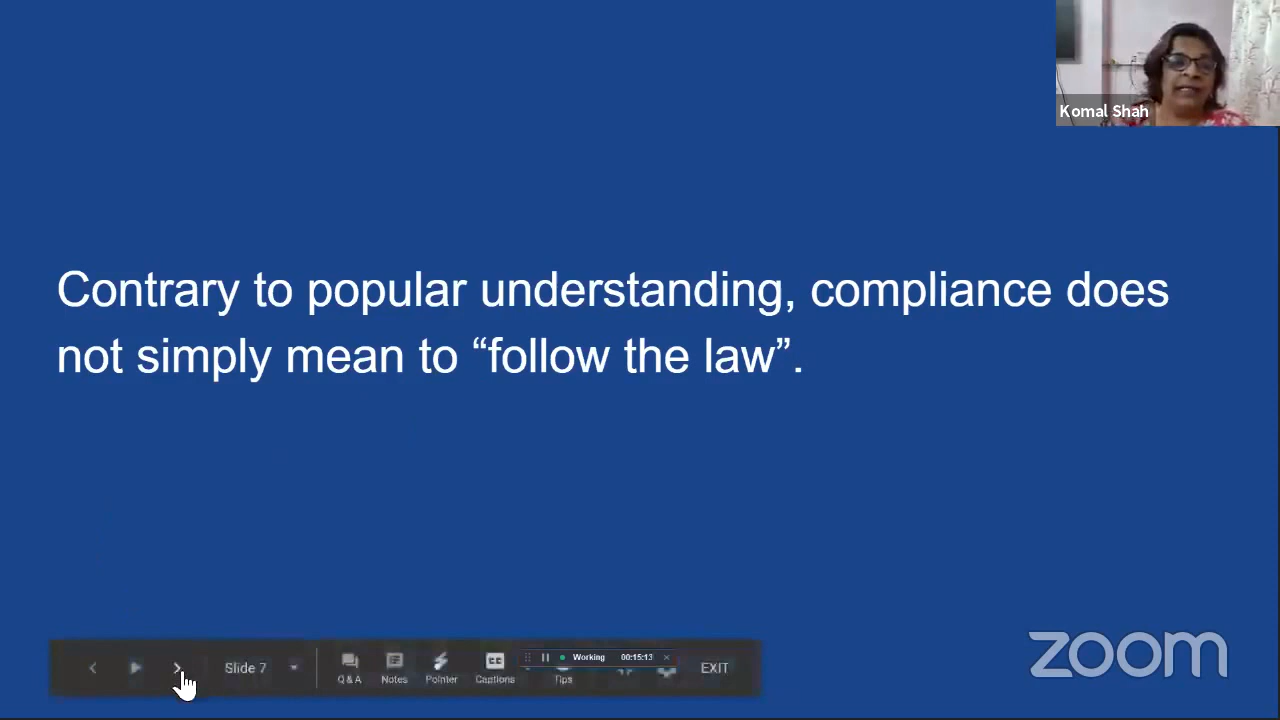 Komal Shah
Contrary to popular understanding, compliance does
not simply mean to “follow the law”.
Slide 7
Q & A
Notes
Pointer
Captions
Working
00:15:13
Tips
EXIT
zoom